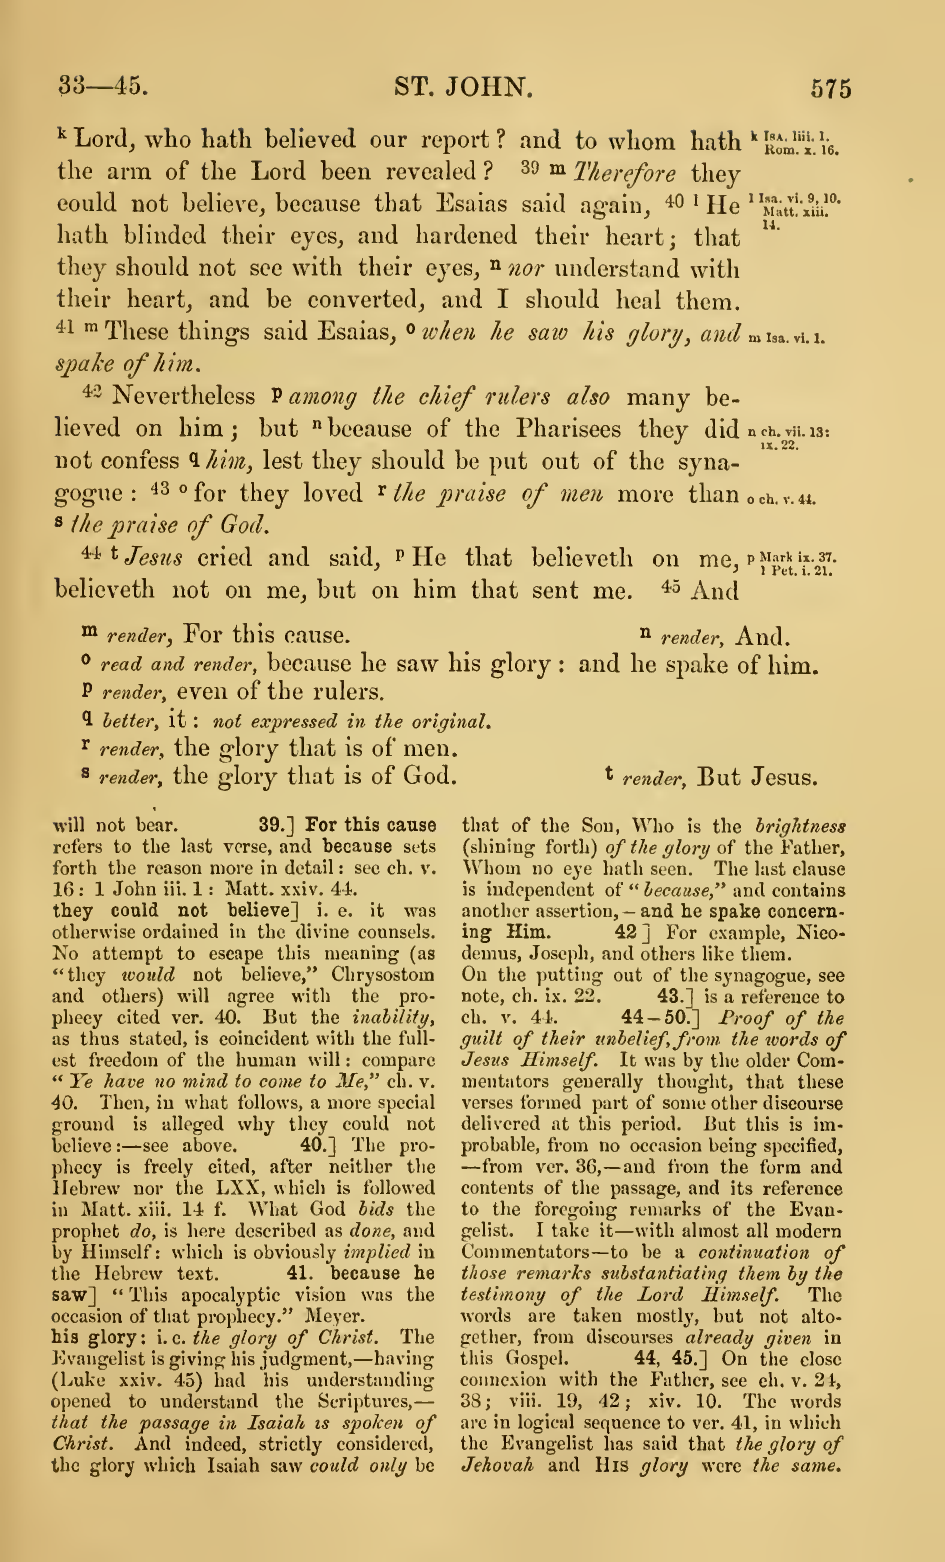 33—45.
ST. JOHN.
575
k Lord, who hath believed our report? and to whom hath
the arm of the Lord been revealed? 39 m Therefore they
could not believe, because that Esaias said again, 40 l He
hath blinded their eyes, and hardened their heart; that
they should not see with their eyes, n nor understand with
their heart, and be converted, and I should heal them.
41 m These things said Esaias, o when he saw his glory, and
spake of him.
42 Nevertheless p among the chief rulers also many be-
lieved on him; but n because of the Pharisees they did
not confess q him, lest they should be put out of the syna-
gogue: 43 o for they loved r the praise of men more than
s the praise of God.
44 t Jesus cried and said, p He that believeth on me,
believeth not on me, but on him that sent me. 45 And
k Isa. liii. 1.
Rom. x. 16.
l Isa. vi. 9, 10.
Matt. xiii.
14.
m Isa. vi. 1.
n ch. vii. 13:
ix. 22.
o ch. v. 44.
p Mark ix. 37.
1 Pet. i. 21.
m render, For this cause.
n render, And.
o read and render, because he saw his glory: and he spake of him.
p render, even of the rulers.
q better, it: not expressed in the original.
r render, the glory that is of men.
s render, the glory that is of God.
t render, But Jesus.
will not bear. 39.] For this cause
refers to the last verse, and because sets
forth the reason more in detail: see ch. v.
16: 1 John iii. 1: Matt. xxiv. 44.
they could not believe] i. e. it was
otherwise ordained in the divine counsels.
No attempt to escape this meaning (as
"they would not believe," Chrysostom
and others) will agree with the pro-
phecy cited ver. 40. But the inability,
as thus stated, is coincident with the full-
est freedom of the human will: compare
"Ye have no mind to come to Me," ch. v.
40. Then, in what follows, a more special
ground is alleged why they could not
believe:—see above. 40.] The pro-
phecy is freely cited, after neither the
Hebrew nor the LXX, which is followed
in Matt. xiii. 14 f. What God bids the
prophet do, is here described as done, and
by Himself: which is obviously implied in
the Hebrew text. 41. because he
saw] "This apocalyptic vision was the
occasion of that prophecy." Meyer.
his glory: i. e. the glory of Christ. The
Evangelist is giving his judgment,—having
(Luke xxiv. 45) had his understanding
opened to understand the Scriptures,—
that the passage in Isaiah is spoken of
Christ. And indeed, strictly considered,
the glory which Isaiah saw could only be
that of the Son, Who is the brightness
(shining forth) of the glory of the Father,
Whom no eye hath seen. The last clause
is independent of "because," and contains
another assertion,—and he spake concern-
ing Him. 42] For example, Nico-
demus, Joseph, and others like them.
On the putting out of the synagogue, see
note, ch. ix. 22. 43.] is a reference to
ch. v. 44. 44–50.] Proof of the
guilt of their unbelief, from the words of
Jesus Himself. It was by the older Com-
mentators generally thought, that these
verses formed part of some other discourse
delivered at this period. But this is im-
probable, from no occasion being specified,
—from ver. 36,—and from the form and
contents of the passage, and its reference
to the foregoing remarks of the Evan-
gelist. I take it—with almost all modern
Commentators—to be a continuation of
those remarks substantiating them by the
testimony of the Lord Himself. The
words are taken mostly, but not alto-
gether, from discourses already given in
this Gospel. 44, 45.] On the close
connexion with the Father, see ch. v. 24,
38; viii. 19, 42; xiv. 10. The words
are in logical sequence to ver. 41, in which
the Evangelist has said that the glory of
Jehovah and HIS glory were the same.